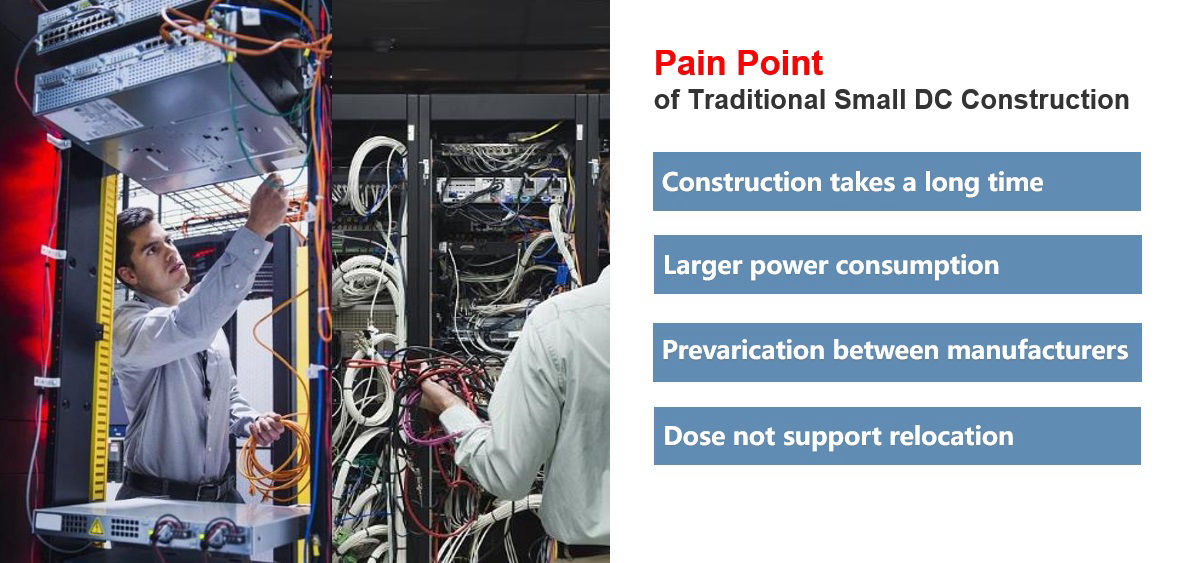 Pain Point
of Traditional Small DC Construction
Construction takes a long time
Larger power consumption
Prevarication between manufacturers
Dose not support relocation